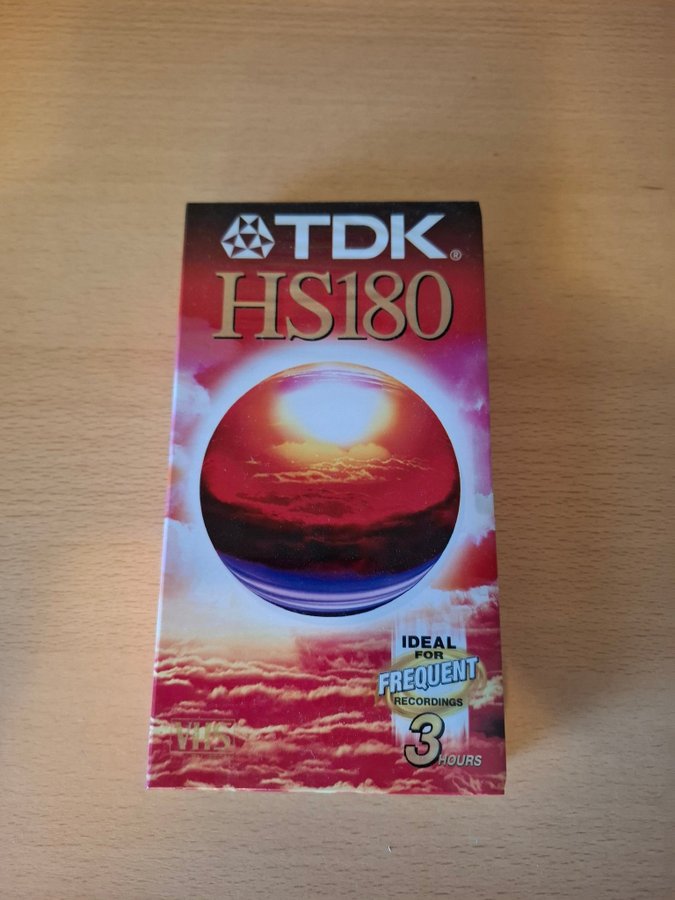 TDK®
HS180
IDEAL
FOR
FREQUENT
RECORDINGS
3 HOURS
VHS